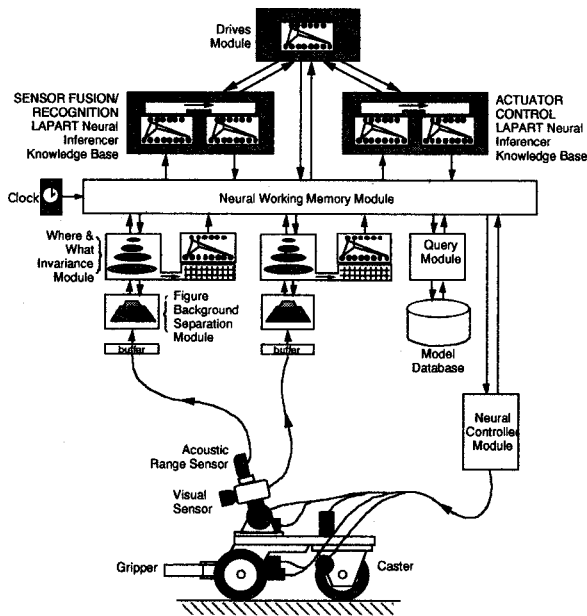 Drives
Module
SENSOR FUSION/
RECOGNITION
LAPART Neural
Inferencer
Knowledge Base
ACTUATOR
CONTROL
LAPART Neural
Inferencer
Knowledge Base
Clock
Neural Working Memory Module
Where &
What
Invariance
Module
Query
Module
Figure
Background
Separation
Module
buffer
buffer
Model
Database
Neural
Controller
Module
Acoustic
Range Sensor
Visual
Sensor
Gripper
Caster